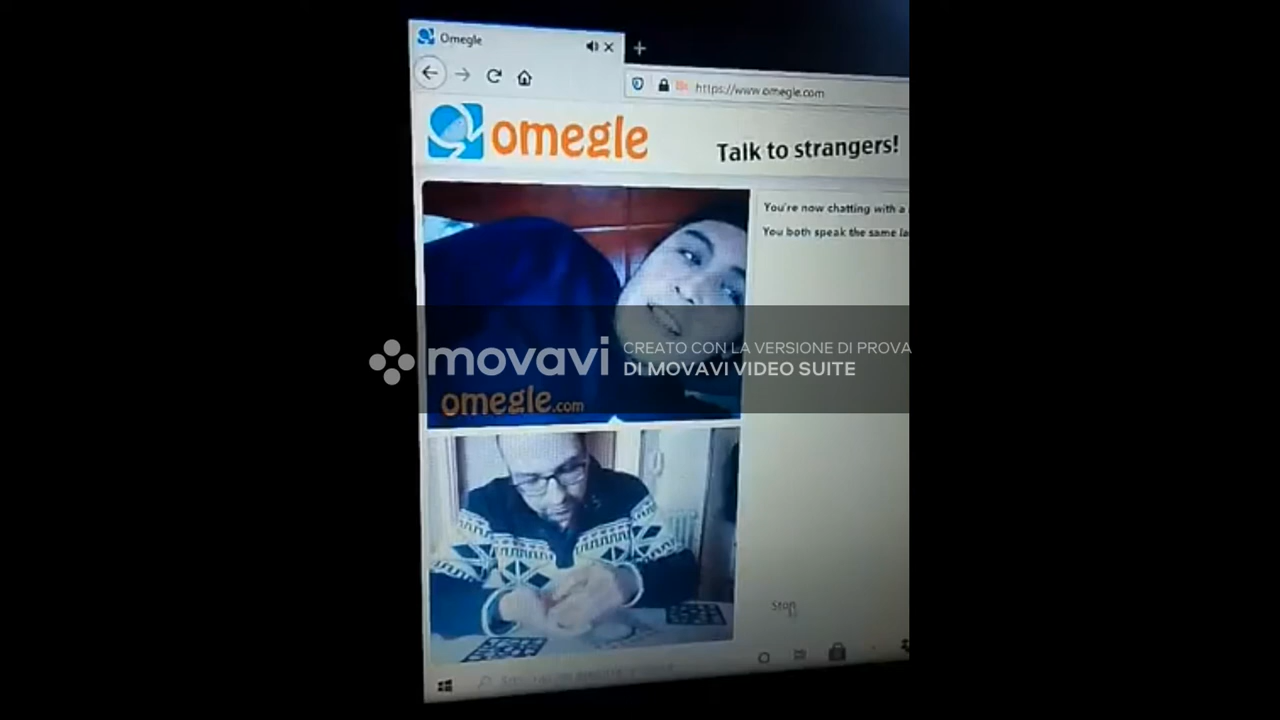 Omegle
https://www.omegle.com
omegle
Talk to strangers!
You're now chatting with a
You both speak the same la
movavi
CREATO CON LA VERSIONE DI PROVA
DI MOVAVI VIDEO SUITE
omegle.com
Stop